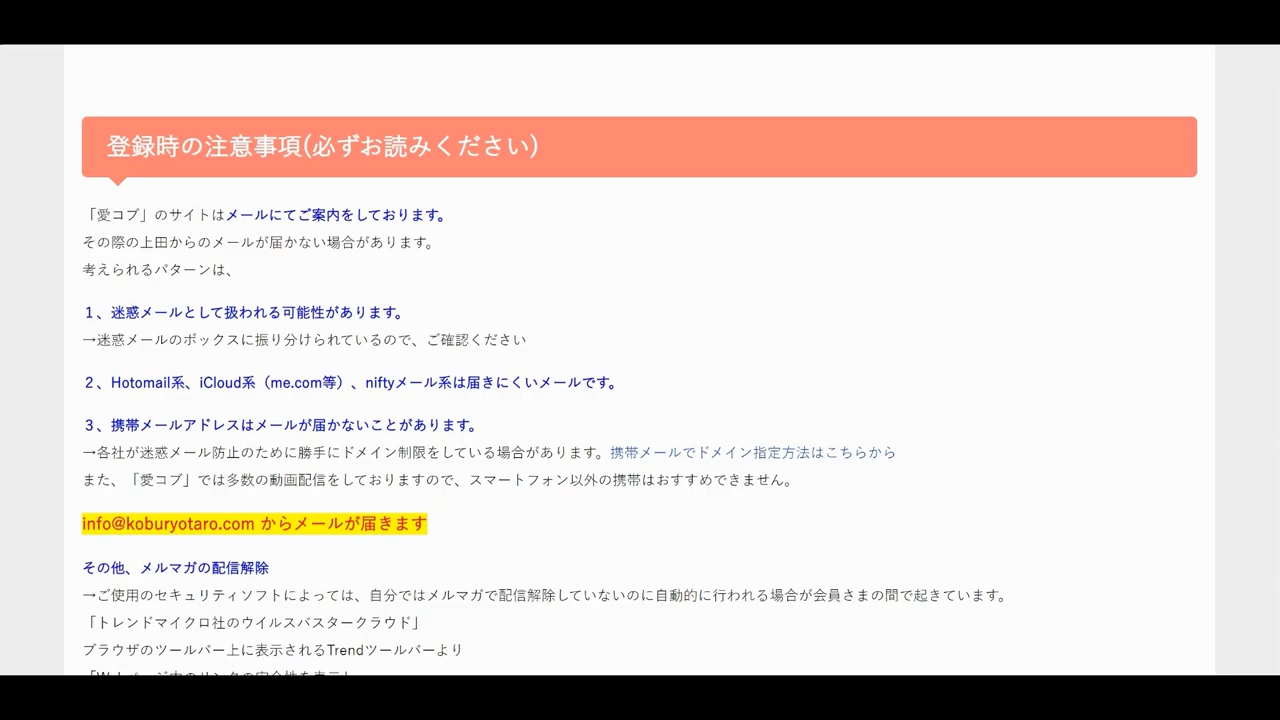 登録時の注意事項(必ずお読みください)
「愛コブ」のサイトはメールにてご案内をしております。
その際の上田からのメールが届かない場合があります。
考えられるパターンは、
１、迷惑メールとして扱われる可能性があります。
→迷惑メールのボックスに振り分けられているので、ご確認ください
２、Hotomail系、iCloud系（me.com等）、niftyメール系は届きにくいメールです。
３、携帯メールアドレスはメールが届かないことがあります。
→各社が迷惑メール防止のために勝手にドメイン制限をしている場合があります。携帯メールでドメイン指定方法はこちらから
また、「愛コブ」では多数の動画配信をしておりますので、スマートフォン以外の携帯はおすすめできません。
info@koburyotaro.com からメールが届きます
その他、メルマガの配信解除
→ご使用のセキュリティソフトによっては、自分ではメルマガで配信解除していないのに自動的に行われる場合が会員さまの間で起きています。
「トレンドマイクロ社のウイルスバスタークラウド」
ブラウザのツールバー上に表示されるTrendツールバーより
「Webページ内のリンクの安全性を表示」